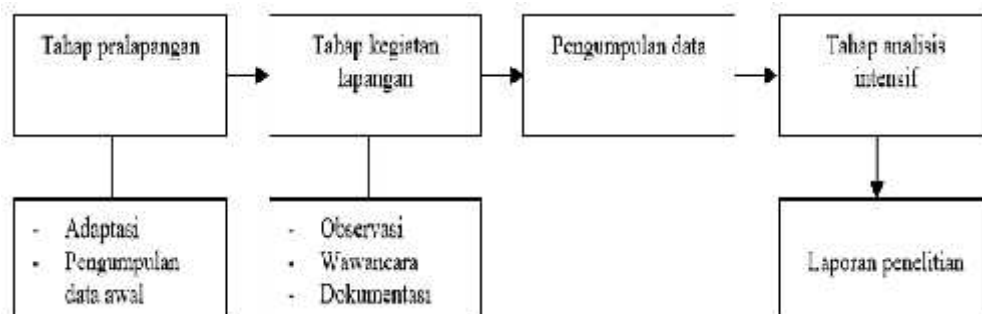 Tahap pralapangan
Tahap kegiatan
lapangan
Pengumpulan data
Tahap analisis
intensif
- Adaptasi
- Pengumpulan
data awal
- Observasi
- Wawancara
- Dokumentasi
Laporan penelitian